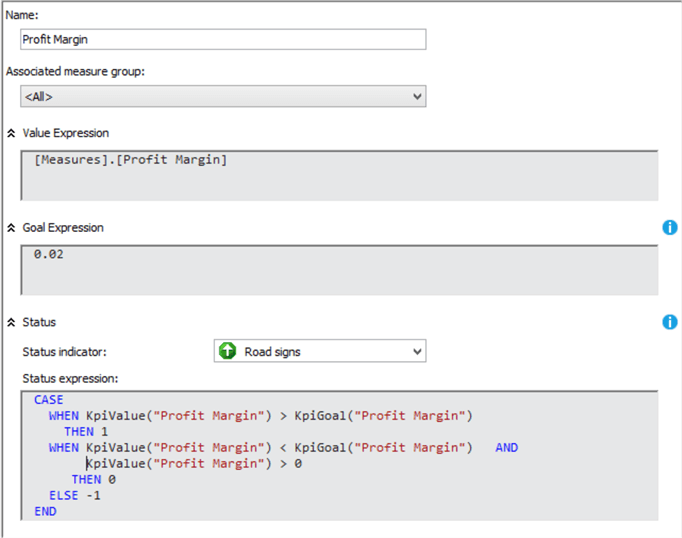 Name:
Profit Margin
Associated measure group:
<All>
Value Expression
[Measures].[Profit Margin]
Goal Expression
0.02
Status
Status indicator:
Road signs
Status expression:
CASE
WHEN KpiValue("Profit Margin") > KpiGoal("Profit Margin")
THEN 1
WHEN KpiValue("Profit Margin") < KpiGoal("Profit Margin") AND
KpiValue("Profit Margin") > 0
THEN 0
ELSE -1
END